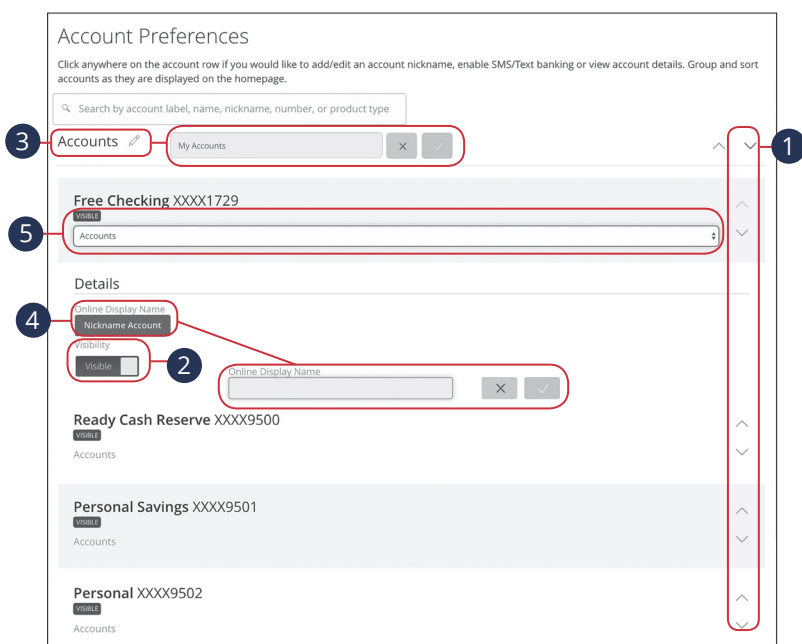 Account Preferences
Click anywhere on the account row if you would like to add/edit an account nickname, enable SMS/Text banking or view account details. Group and sort
accounts as they are displayed on the homepage.
Search by account label, name, nickname, number, or product type
3
Accounts
My Accounts
1
Free Checking XXXX1729
VISIBLE
5
Accounts
Details
4
Online Display Name
Nickname Account
Visibility
Visible
2
Online Display Name
Ready Cash Reserve XXXX9500
VISIBLE
Accounts
Personal Savings XXXX9501
VISIBLE
Accounts
Personal XXXX9502
VISIBLE
Accounts